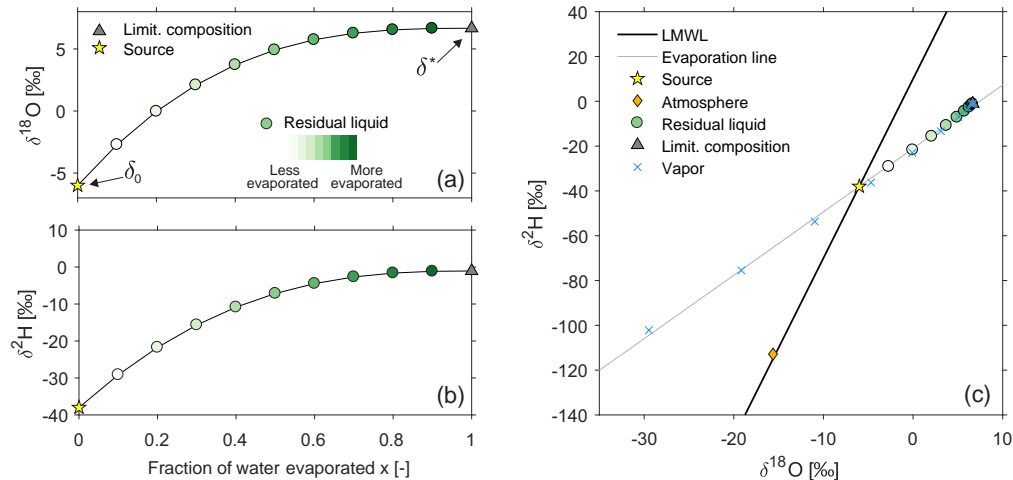 Limit. composition
Source
δ*
5
0
-5
δ¹⁸O [‰]
Residual liquid
Less evaporated
More evaporated
δ₀
(a)
10
0
-10
-20
-30
-40
δ²H [‰]
(b)
0
0.2
0.4
0.6
0.8
1
Fraction of water evaporated x [-]
40
20
0
-20
-40
-60
-80
-100
-120
-140
δ²H [‰]
LMWL
Evaporation line
Source
Atmosphere
Residual liquid
Limit. composition
Vapor
(c)
-30
-20
-10
0
10
δ¹⁸O [‰]